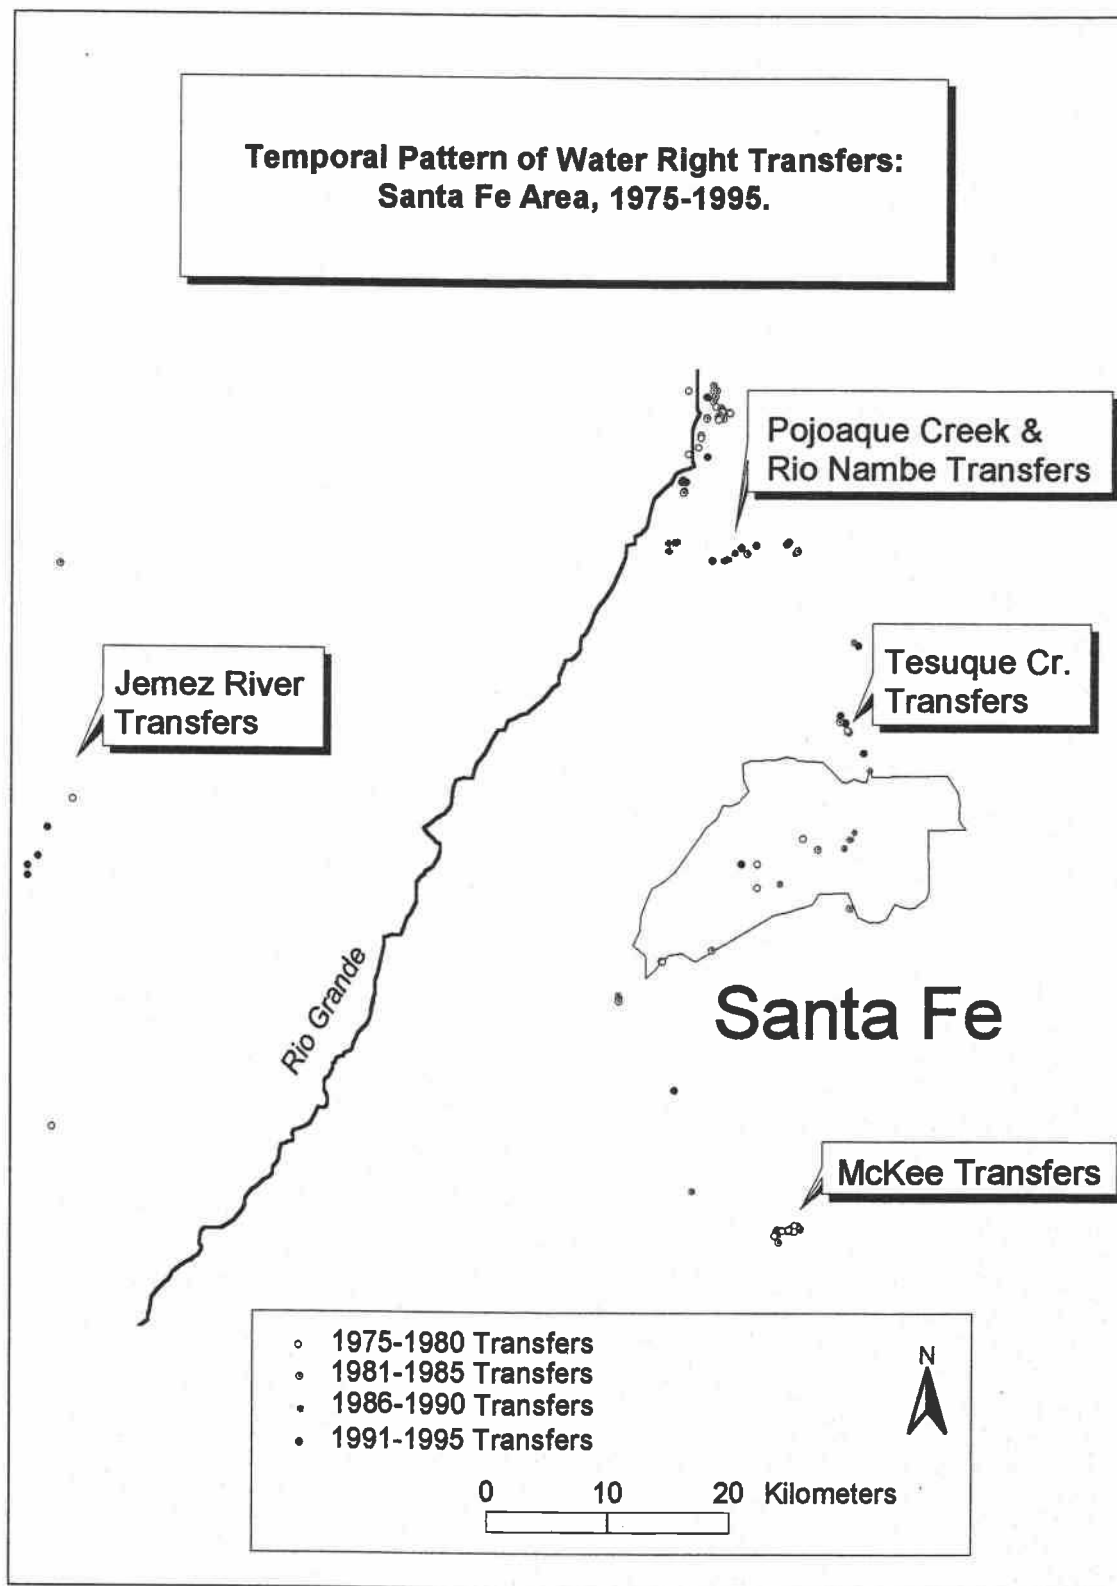 Temporal Pattern of Water Right Transfers:
Santa Fe Area, 1975-1995.
Pojoaque Creek &
Rio Nambe Transfers
Tesuque Cr.
Transfers
Jemez River
Transfers
Rio Grande
Santa Fe
McKee Transfers
1975-1980 Transfers
1981-1985 Transfers
1986-1990 Transfers
1991-1995 Transfers
N
0 10 20 Kilometers